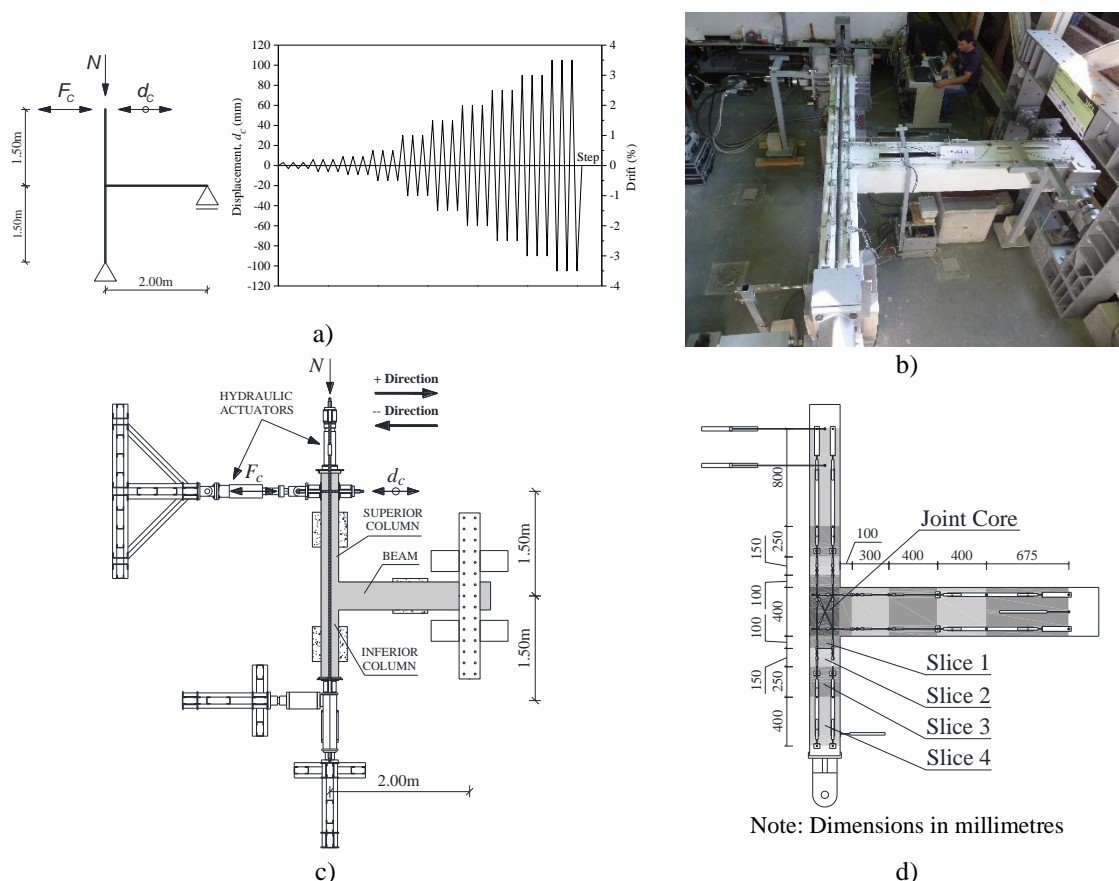 N
F_c
d_c
1.50m
1.50m
2.00m
Displacement, d_c (mm)
120
100
80
60
40
20
0
-20
-40
-60
-80
-100
-120
Step
4
3
2
1
0
-1
-2
-3
-4
Drift (%)
a)
b)
N
+ Direction
-- Direction
HYDRAULIC
ACTUATORS
F_c
d_c
SUPERIOR
COLUMN
BEAM
INFERIOR
COLUMN
1.50m
1.50m
2.00m
c)
800
150
250
100
400
100
150
250
400
100
300
400
400
675
Joint Core
Slice 1
Slice 2
Slice 3
Slice 4
Note: Dimensions in millimetres
d)